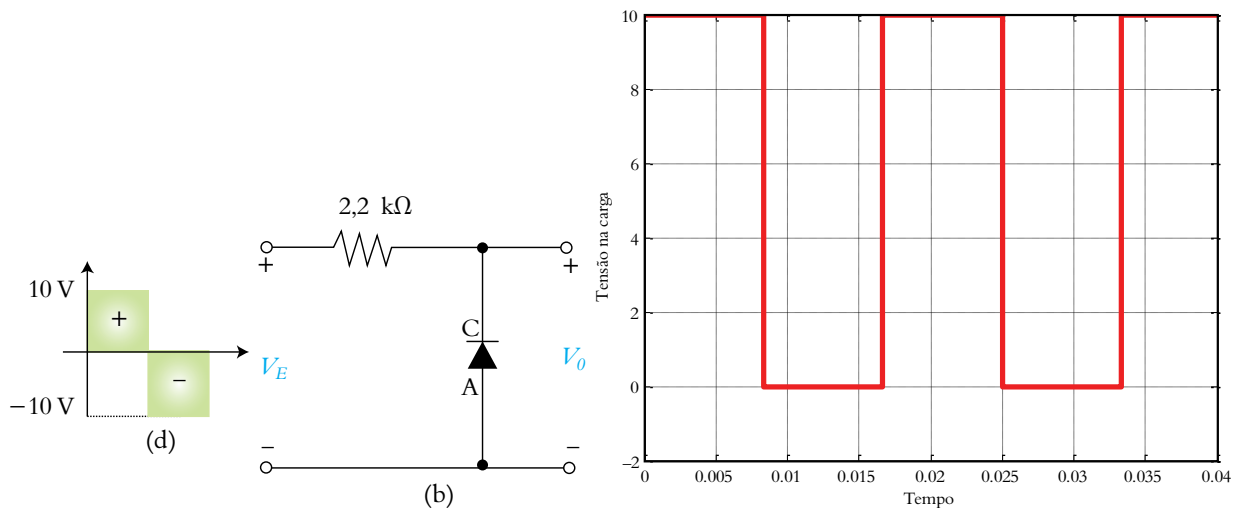 10 V
+
−
−10 V
(d)
2,2 kΩ
+
+
C
A
V_E
V_0
−
−
(b)
Tensão na carga
10
8
6
4
2
0
−2
0
0.005
0.01
0.015
0.02
0.025
0.03
0.035
0.04
Tempo